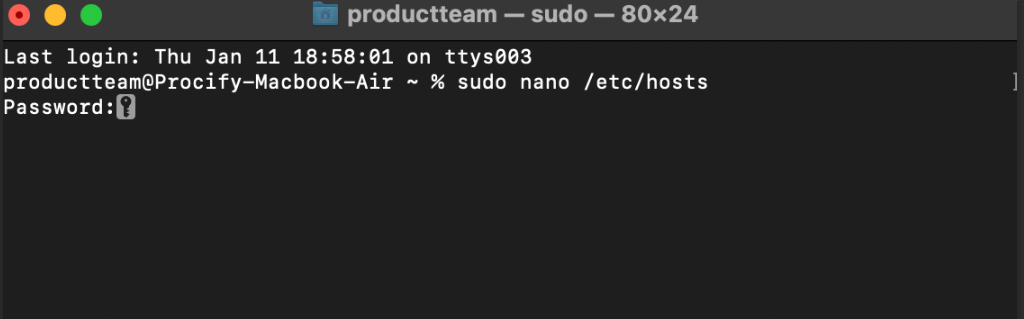 productteam — sudo — 80×24
Last login: Thu Jan 11 18:58:01 on ttys003
productteam@Procify-Macbook-Air ~ % sudo nano /etc/hosts ]
Password: